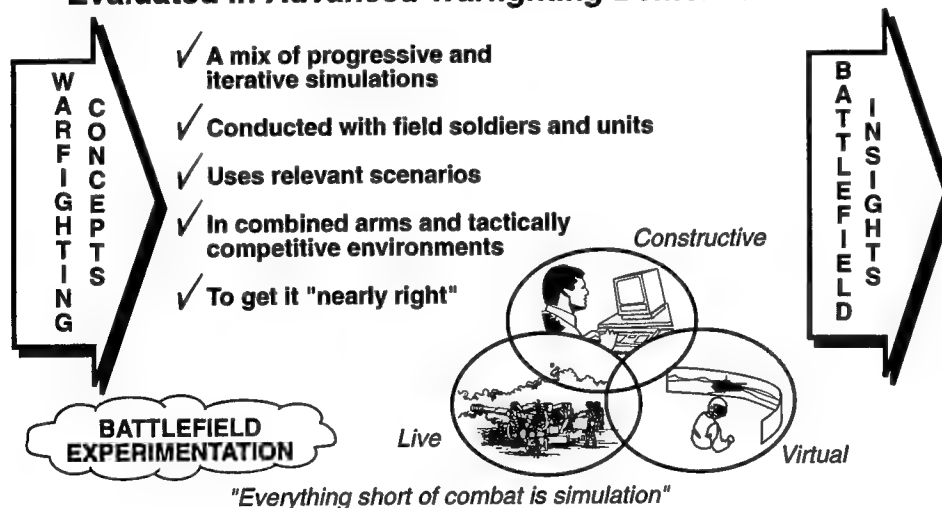 WARFIGHTING
CONCEPTS
✓ A mix of progressive and
iterative simulations
✓ Conducted with field soldiers and units
✓ Uses relevant scenarios
✓ In combined arms and tactically
competitive environments
✓ To get it "nearly right"
BATTLEFIELD
INSIGHTS
Constructive
Live
Virtual
BATTLEFIELD
EXPERIMENTATION
"Everything short of combat is simulation"